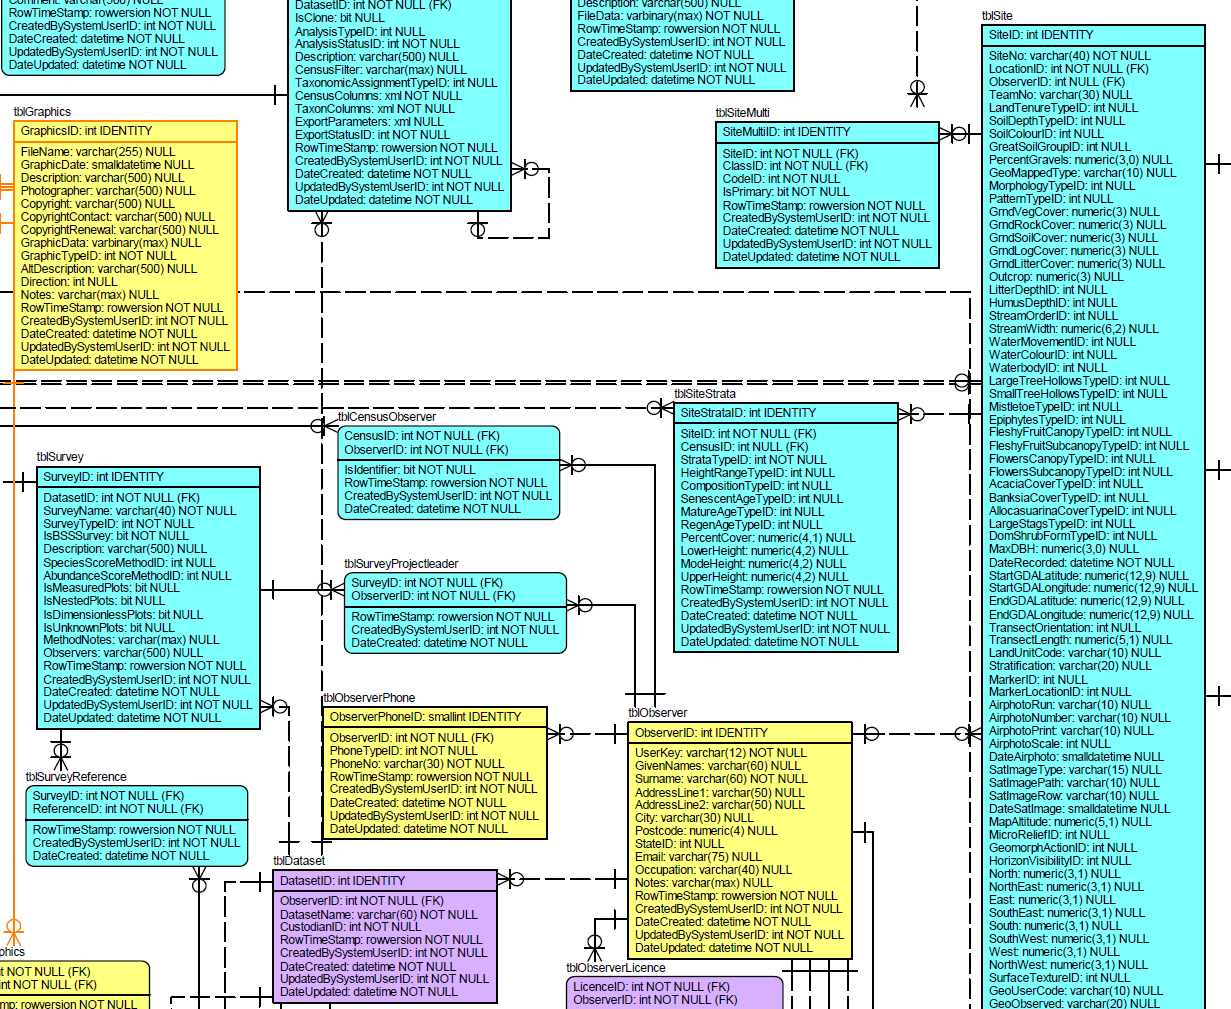 Comment: varchar(500) NULL
RowTimeStamp: rowversion NOT NULL
CreatedBySystemUserID: int NOT NULL
DateCreated: datetime NOT NULL
UpdatedBySystemUserID: int NOT NULL
DateUpdated: datetime NOT NULL
DatasetID: int NOT NULL (FK)
IsClone: bit NULL
AnalysisTypeID: int NULL
AnalysisStatusID: int NOT NULL
Description: varchar(500) NULL
CensusFilter: varchar(max) NULL
TaxonomicAssignmentTypeID: int NULL
CensusColumns: xml NOT NULL
TaxonColumns: xml NOT NULL
ExportParameters: xml NULL
ExportStatusID: int NOT NULL
RowTimeStamp: rowversion NOT NULL
CreatedBySystemUserID: int NOT NULL
DateCreated: datetime NOT NULL
UpdatedBySystemUserID: int NOT NULL
DateUpdated: datetime NOT NULL
Description: varchar(500) NULL
FileData: varbinary(max) NOT NULL
RowTimeStamp: rowversion NOT NULL
CreatedBySystemUserID: int NOT NULL
DateCreated: datetime NOT NULL
UpdatedBySystemUserID: int NOT NULL
DateUpdated: datetime NOT NULL
tblGraphics
GraphicsID: int IDENTITY
FileName: varchar(255) NULL
GraphicDate: smalldatetime NULL
Description: varchar(500) NULL
Photographer: varchar(500) NULL
Copyright: varchar(500) NULL
CopyrightContact: varchar(500) NULL
CopyrightRenewal: varchar(500) NULL
GraphicData: varbinary(max) NULL
GraphicTypeID: int NOT NULL
AltDescription: varchar(500) NULL
Direction: int NULL
Notes: varchar(max) NULL
RowTimeStamp: rowversion NOT NULL
CreatedBySystemUserID: int NOT NULL
DateCreated: datetime NOT NULL
UpdatedBySystemUserID: int NOT NULL
DateUpdated: datetime NOT NULL
tblSiteMulti
SiteMultiID: int IDENTITY
SiteID: int NOT NULL (FK)
ClassID: int NOT NULL (FK)
CodeID: int NOT NULL
IsPrimary: bit NOT NULL
RowTimeStamp: rowversion NOT NULL
CreatedBySystemUserID: int NOT NULL
DateCreated: datetime NOT NULL
UpdatedBySystemUserID: int NOT NULL
DateUpdated: datetime NOT NULL
tblCensusObserver
CensusID: int NOT NULL (FK)
ObserverID: int NOT NULL (FK)
IsIdentifier: bit NOT NULL
RowTimeStamp: rowversion NOT NULL
CreatedBySystemUserID: int NOT NULL
DateCreated: datetime NOT NULL
tblSiteStrata
SiteStrataID: int IDENTITY
SiteID: int NOT NULL (FK)
CensusID: int NOT NULL (FK)
StrataTypeID: int NOT NULL
HeightRangeTypeID: int NULL
CompositionTypeID: int NULL
SenescentAgeTypeID: int NULL
MatureAgeTypeID: int NULL
RegenAgeTypeID: int NULL
PercentCover: numeric(4,1) NULL
LowerHeight: numeric(4,2) NULL
ModeHeight: numeric(4,2) NULL
UpperHeight: numeric(4,2) NULL
RowTimeStamp: rowversion NOT NULL
CreatedBySystemUserID: int NOT NULL
DateCreated: datetime NOT NULL
UpdatedBySystemUserID: int NOT NULL
DateUpdated: datetime NOT NULL
tblSurvey
SurveyID: int IDENTITY
DatasetID: int NOT NULL (FK)
SurveyName: varchar(40) NOT NULL
SurveyTypeID: int NOT NULL
IsBSSSurvey: bit NOT NULL
Description: varchar(500) NULL
SpeciesScoreMethodID: int NULL
AbundanceScoreMethodID: int NULL
IsMeasuredPlots: bit NULL
IsNestedPlots: bit NULL
IsDimensionlessPlots: bit NULL
IsUnknownPlots: bit NULL
MethodNotes: varchar(max) NULL
Observers: varchar(500) NULL
RowTimeStamp: rowversion NOT NULL
CreatedBySystemUserID: int NOT NULL
DateCreated: datetime NOT NULL
UpdatedBySystemUserID: int NOT NULL
DateUpdated: datetime NOT NULL
tblSurveyProjectleader
SurveyID: int NOT NULL (FK)
ObserverID: int NOT NULL (FK)
RowTimeStamp: rowversion NOT NULL
CreatedBySystemUserID: int NOT NULL
DateCreated: datetime NOT NULL
tblObserverPhone
ObserverPhoneID: smallint IDENTITY
ObserverID: int NOT NULL (FK)
PhoneTypeID: int NOT NULL
PhoneNo: varchar(30) NOT NULL
RowTimeStamp: rowversion NOT NULL
CreatedBySystemUserID: int NOT NULL
DateCreated: datetime NOT NULL
UpdatedBySystemUserID: int NOT NULL
DateUpdated: datetime NOT NULL
tblObserver
ObserverID: int IDENTITY
UserKey: varchar(12) NOT NULL
GivenNames: varchar(60) NULL
Surname: varchar(60) NOT NULL
AddressLine1: varchar(50) NULL
AddressLine2: varchar(50) NULL
City: varchar(30) NULL
Postcode: numeric(4) NULL
StateID: int NULL
Email: varchar(75) NULL
Occupation: varchar(40) NULL
Notes: varchar(max) NULL
RowTimeStamp: rowversion NOT NULL
CreatedBySystemUserID: int NOT NULL
DateCreated: datetime NOT NULL
UpdatedBySystemUserID: int NOT NULL
DateUpdated: datetime NOT NULL
tblSurveyReference
SurveyID: int NOT NULL (FK)
ReferenceID: int NOT NULL (FK)
RowTimeStamp: rowversion NOT NULL
CreatedBySystemUserID: int NOT NULL
DateCreated: datetime NOT NULL
tblDataset
DatasetID: int IDENTITY
ObserverID: int NOT NULL (FK)
DatasetName: varchar(60) NOT NULL
CustodianID: int NOT NULL
RowTimeStamp: rowversion NOT NULL
CreatedBySystemUserID: int NOT NULL
DateCreated: datetime NOT NULL
UpdatedBySystemUserID: int NOT NULL
DateUpdated: datetime NOT NULL
tblObserverLicence
LicenceID: int NOT NULL (FK)
ObserverID: int NOT NULL (FK)
phics
t NOT NULL (FK)
int NOT NULL (FK)
mp: rowversion NOT NULL
tblSite
SiteID: int IDENTITY
SiteNo: varchar(40) NOT NULL
LocationID: int NOT NULL (FK)
ObserverID: int NOT NULL (FK)
TeamNo: varchar(30) NULL
LandTenureTypeID: int NULL
SoilDepthTypeID: int NULL
SoilColourID: int NULL
GreatSoilGroupID: int NULL
PercentGravels: numeric(3,0) NULL
GeoMappedType: varchar(10) NULL
MorphologyTypeID: int NULL
PatternTypeID: int NULL
GrndVegCover: numeric(3) NULL
GrndRockCover: numeric(3) NULL
GrndSoilCover: numeric(3) NULL
GrndLogCover: numeric(3) NULL
GrndLitterCover: numeric(3) NULL
Outcrop: numeric(3) NULL
LitterDepthID: int NULL
HumusDepthID: int NULL
StreamOrderID: int NULL
StreamWidth: numeric(6,2) NULL
WaterMovementID: int NULL
WaterColourID: int NULL
WaterbodyID: int NULL
LargeTreeHollowsTypeID: int NULL
SmallTreeHollowsTypeID: int NULL
MistletoeTypeID: int NULL
EpiphytesTypeID: int NULL
FleshyFruitCanopyTypeID: int NULL
FleshyFruitSubcanopyTypeID: int NULL
FlowersCanopyTypeID: int NULL
FlowersSubcanopyTypeID: int NULL
AcaciaCoverTypeID: int NULL
BanksiaCoverTypeID: int NULL
AllocasuarinaCoverTypeID: int NULL
LargeStagsTypeID: int NULL
DomShrubFormTypeID: int NULL
MaxDBH: numeric(3,0) NULL
DateRecorded: datetime NOT NULL
StartGDALatitude: numeric(12,9) NULL
StartGDALongitude: numeric(12,9) NULL
EndGDALatitude: numeric(12,9) NULL
EndGDALongitude: numeric(12,9) NULL
TransectOrientation: int NULL
TransectLength: numeric(5,1) NULL
LandUnitCode: varchar(10) NULL
Stratification: varchar(20) NULL
MarkerID: int NULL
MarkerLocationID: int NULL
AirphotoRun: varchar(10) NULL
AirphotoNumber: varchar(10) NULL
AirphotoPrint: varchar(10) NULL
AirphotoScale: int NULL
DateAirphoto: smalldatetime NULL
SatImageType: varchar(15) NULL
SatImagePath: varchar(10) NULL
SatImageRow: varchar(10) NULL
DateSatImage: smalldatetime NULL
MapAltitude: numeric(5,1) NULL
MicroReliefID: int NULL
GeomorphActionID: int NULL
HorizonVisibilityID: int NULL
North: numeric(3,1) NULL
NorthEast: numeric(3,1) NULL
East: numeric(3,1) NULL
SouthEast: numeric(3,1) NULL
South: numeric(3,1) NULL
SouthWest: numeric(3,1) NULL
West: numeric(3,1) NULL
NorthWest: numeric(3,1) NULL
SurfaceTextureID: int NULL
GeoUserCode: varchar(10) NULL
GeoObserved: varchar(20) NULL